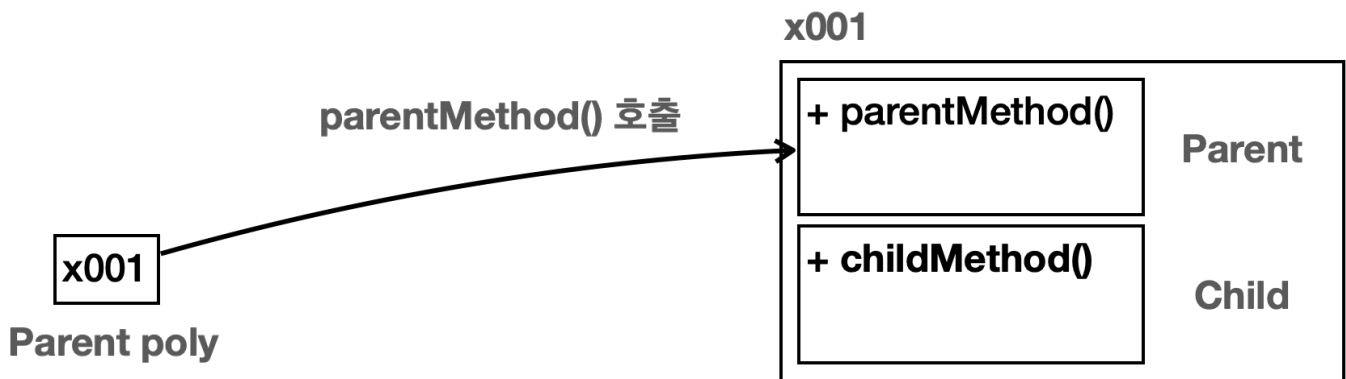 x001
parentMethod() 호출
+ parentMethod()
Parent
x001
+ childMethod()
Child
Parent poly